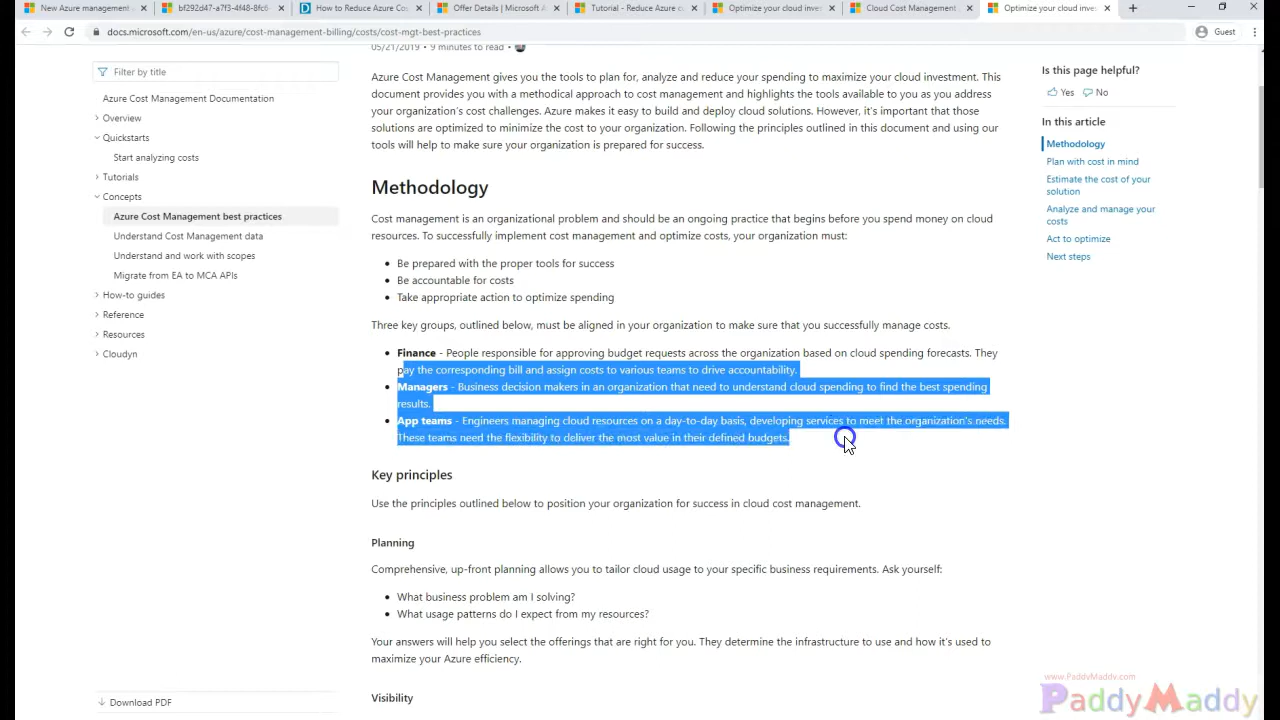 New Azure management a
bf292d47-a7f3-4f48-8fc6-
How to Reduce Azure Cos
Offer Details | Microsoft A
Tutorial - Reduce Azure co
Optimize your cloud inves
Cloud Cost Management
Optimize your cloud inves
docs.microsoft.com/en-us/azure/cost-management-billing/costs/cost-mgt-best-practices
Guest
05/21/2019 • 9 minutes to read •
Filter by title
Azure Cost Management Documentation
Overview
Quickstarts
Start analyzing costs
Tutorials
Concepts
Azure Cost Management best practices
Understand Cost Management data
Understand and work with scopes
Migrate from EA to MCA APIs
How-to guides
Reference
Resources
Cloudyn
Download PDF
Azure Cost Management gives you the tools to plan for, analyze and reduce your spending to maximize your cloud investment. This
document provides you with a methodical approach to cost management and highlights the tools available to you as you address
your organization's cost challenges. Azure makes it easy to build and deploy cloud solutions. However, it's important that those
solutions are optimized to minimize the cost to your organization. Following the principles outlined in this document and using our
tools will help to make sure your organization is prepared for success.
Methodology
Cost management is an organizational problem and should be an ongoing practice that begins before you spend money on cloud
resources. To successfully implement cost management and optimize costs, your organization must:
• Be prepared with the proper tools for success
• Be accountable for costs
• Take appropriate action to optimize spending
Three key groups, outlined below, must be aligned in your organization to make sure that you successfully manage costs.
• Finance - People responsible for approving budget requests across the organization based on cloud spending forecasts. They
pay the corresponding bill and assign costs to various teams to drive accountability.
• Managers - Business decision makers in an organization that need to understand cloud spending to find the best spending
results.
• App teams - Engineers managing cloud resources on a day-to-day basis, developing services to meet the organization's needs.
These teams need the flexibility to deliver the most value in their defined budgets.
Key principles
Use the principles outlined below to position your organization for success in cloud cost management.
Planning
Comprehensive, up-front planning allows you to tailor cloud usage to your specific business requirements. Ask yourself:
• What business problem am I solving?
• What usage patterns do I expect from my resources?
Your answers will help you select the offerings that are right for you. They determine the infrastructure to use and how it's used to
maximize your Azure efficiency.
Visibility
Is this page helpful?
Yes No
In this article
Methodology
Plan with cost in mind
Estimate the cost of your
solution
Analyze and manage your
costs
Act to optimize
Next steps
www.PaddyMaddy.com
PaddyMaddy